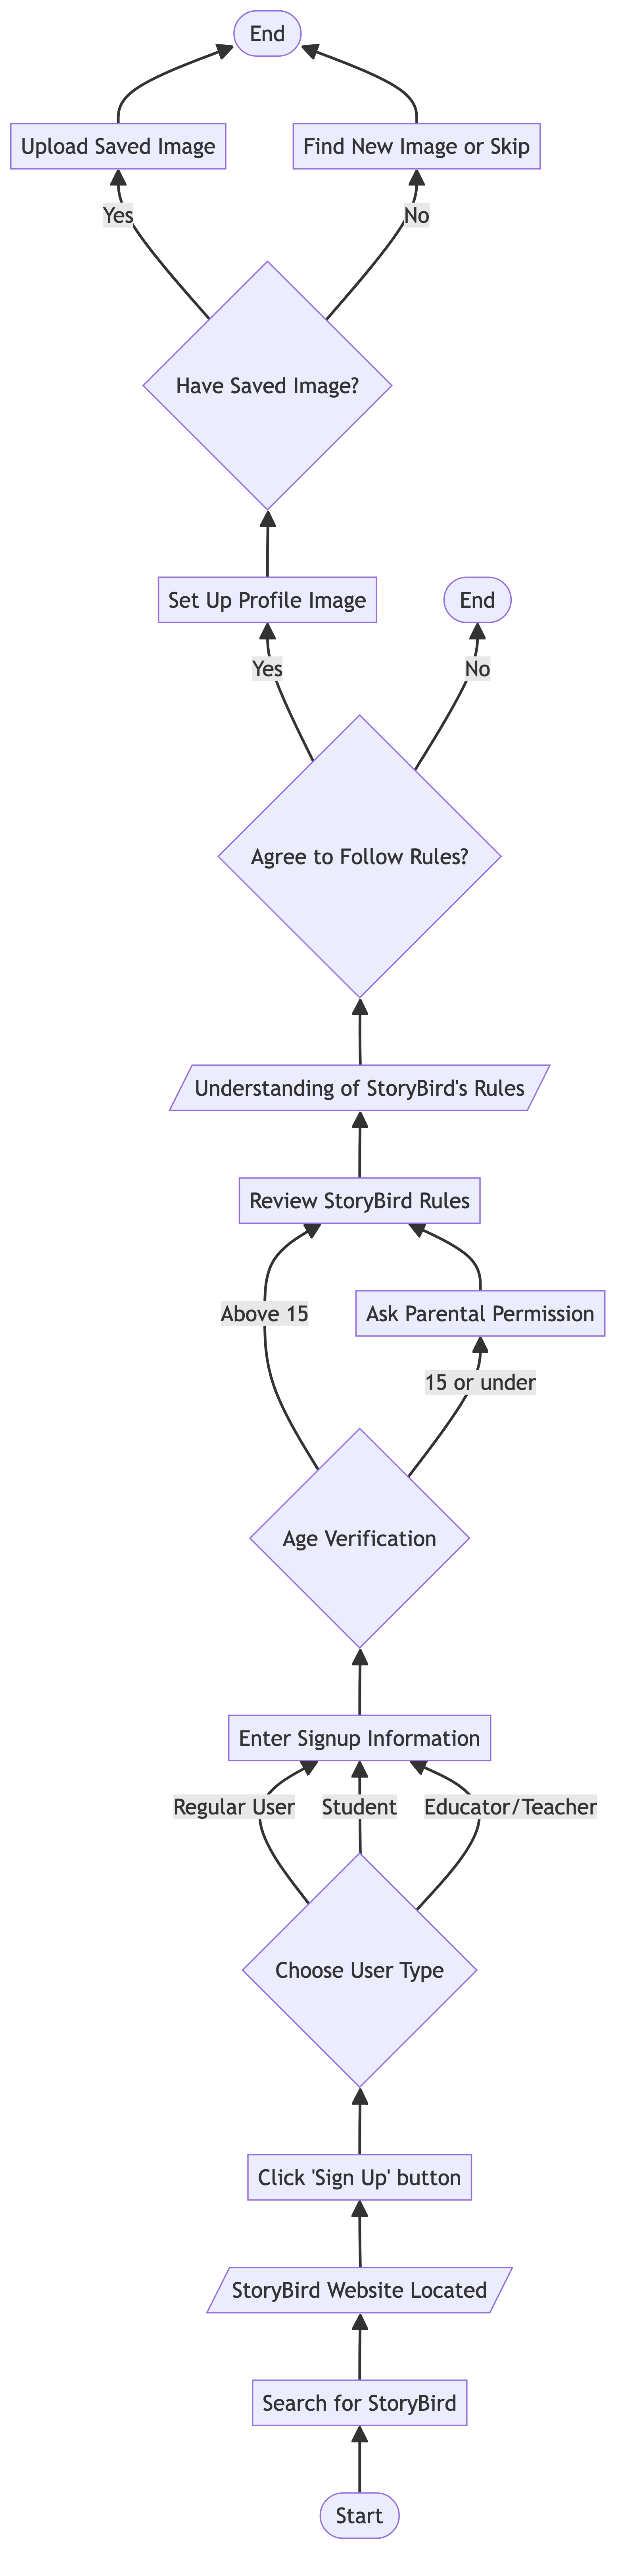 End
Upload Saved Image
Find New Image or Skip
Yes
No
Have Saved Image?
Set Up Profile Image
End
Yes
No
Agree to Follow Rules?
Understanding of StoryBird's Rules
Review StoryBird Rules
Above 15
Ask Parental Permission
15 or under
Age Verification
Enter Signup Information
Regular User
Student
Educator/Teacher
Choose User Type
Click 'Sign Up' button
StoryBird Website Located
Search for StoryBird
Start